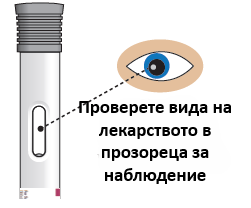 Проверете вида на
лекарството в
прозореца за
наблюдение